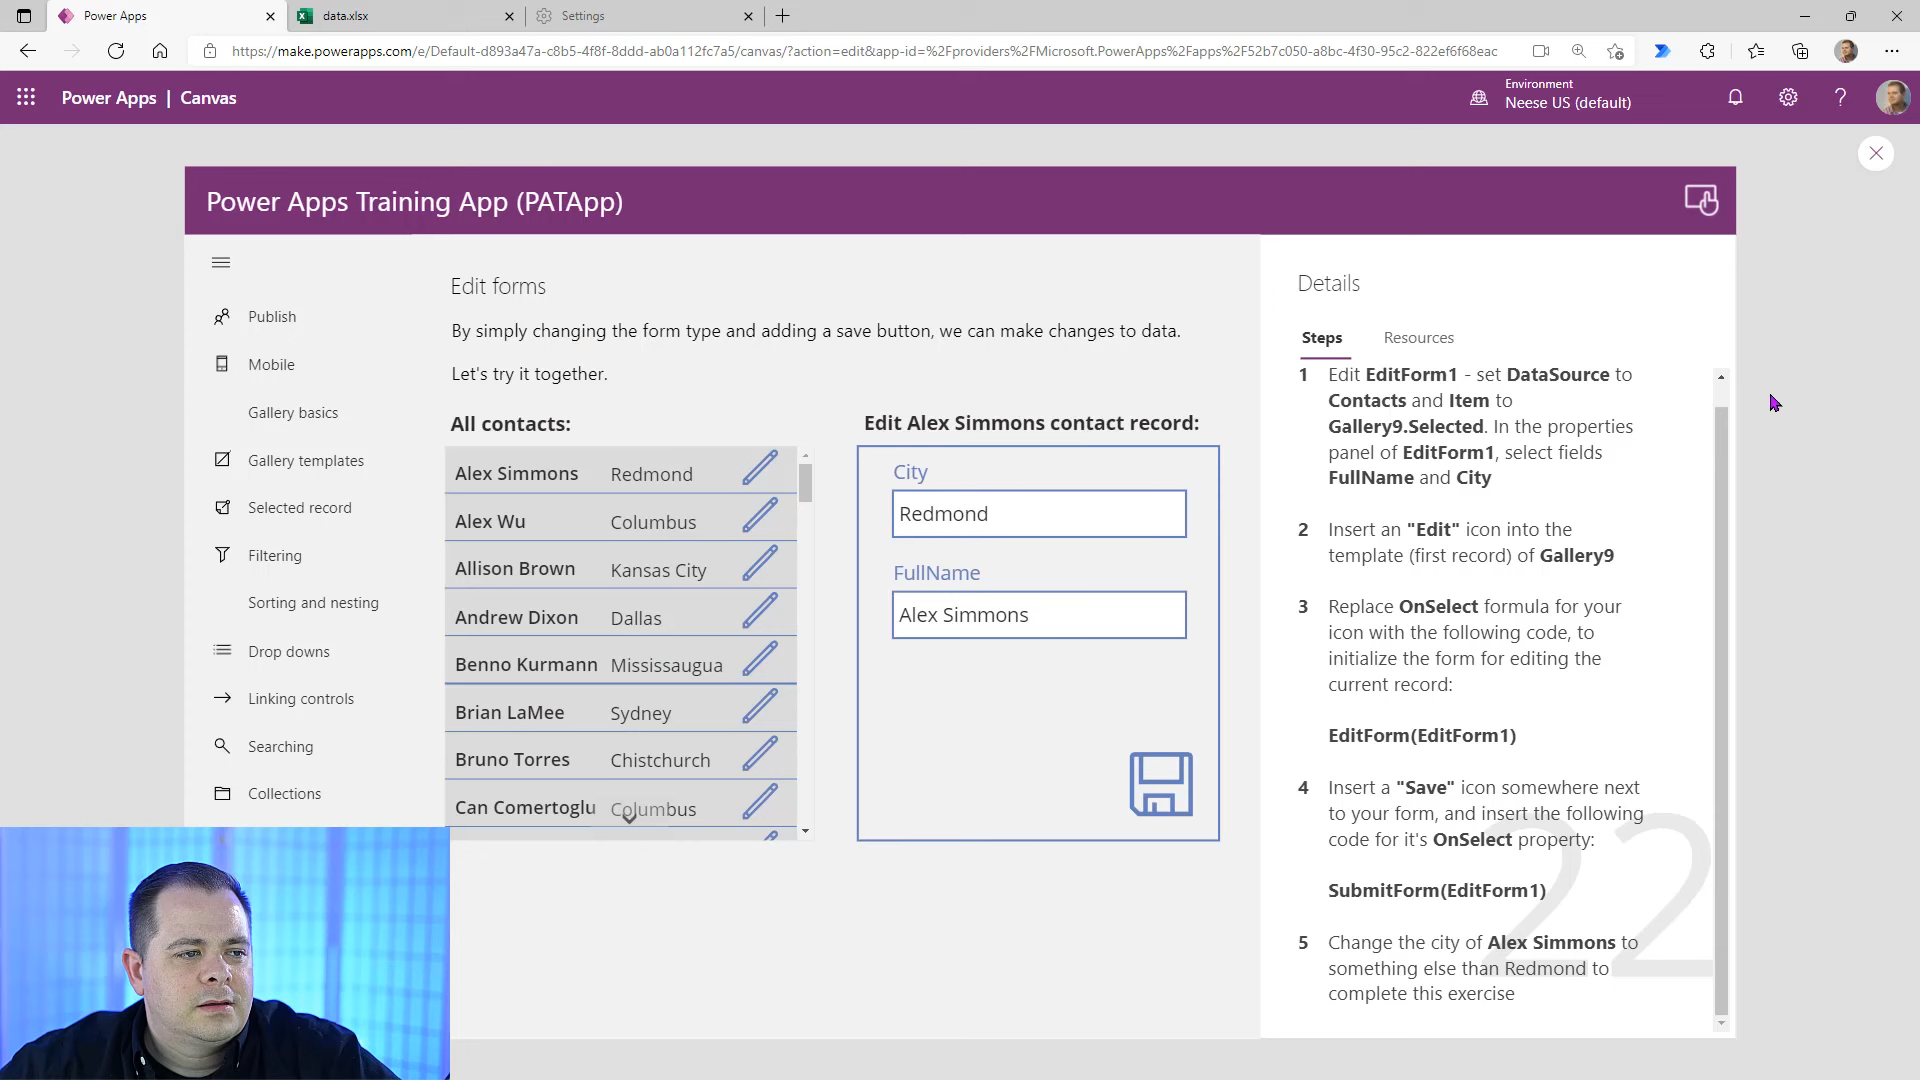 Power Apps
data.xlsx
Settings
https://make.powerapps.com/e/Default-d893a47a-c8b5-4f8f-8ddd-ab0a112fc7a5/canvas/?action=edit&app-id=%2Fproviders%2FMicrosoft.PowerApps%2Fapps%2F52b7c050-a8bc-4f30-95c2-822ef6f68eac
Power Apps | Canvas
Environment
Neese US (default)
Power Apps Training App (PATApp)
Publish
Mobile
Gallery basics
Gallery templates
Selected record
Filtering
Sorting and nesting
Drop downs
Linking controls
Searching
Collections
Edit forms
By simply changing the form type and adding a save button, we can make changes to data.
Let's try it together.
All contacts:
Alex Simmons Redmond
Alex Wu Columbus
Allison Brown Kansas City
Andrew Dixon Dallas
Benno Kurmann Mississaugua
Brian LaMee Sydney
Bruno Torres Chistchurch
Can Comertoglu Columbus
Edit Alex Simmons contact record:
City
Redmond
FullName
Alex Simmons
Details
Steps Resources
1 Edit EditForm1 - set DataSource to
Contacts and Item to
Gallery9.Selected. In the properties
panel of EditForm1, select fields
FullName and City
2 Insert an "Edit" icon into the
template (first record) of Gallery9
3 Replace OnSelect formula for your
icon with the following code, to
initialize the form for editing the
current record:
EditForm(EditForm1)
4 Insert a "Save" icon somewhere next
to your form, and insert the following
code for it's OnSelect property:
SubmitForm(EditForm1)
5 Change the city of Alex Simmons to
something else than Redmond to
complete this exercise
22